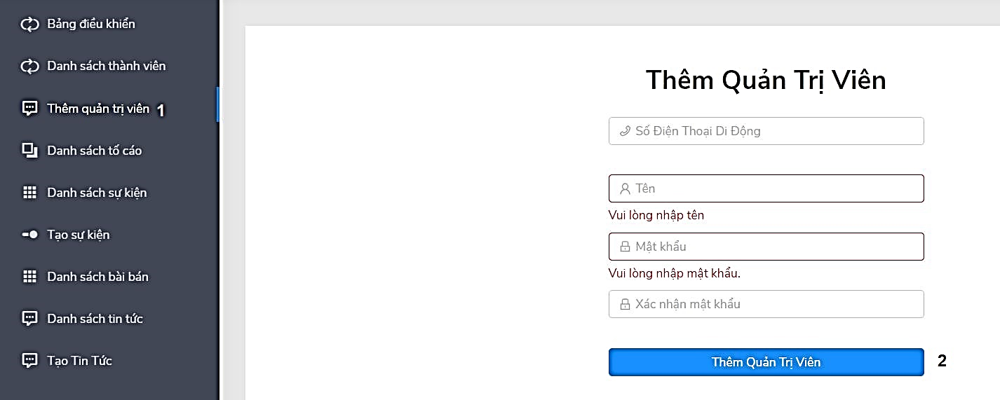 Bảng điều khiển
Danh sách thành viên
Thêm quản trị viên 1
Danh sách tố cáo
Danh sách sự kiện
Tạo sự kiện
Danh sách bài bán
Danh sách tin tức
Tạo Tin Tức
Thêm Quản Trị Viên
Số Điện Thoại Di Động
Tên
Vui lòng nhập tên
Mật khẩu
Vui lòng nhập mật khẩu.
Xác nhận mật khẩu
Thêm Quản Trị Viên 2